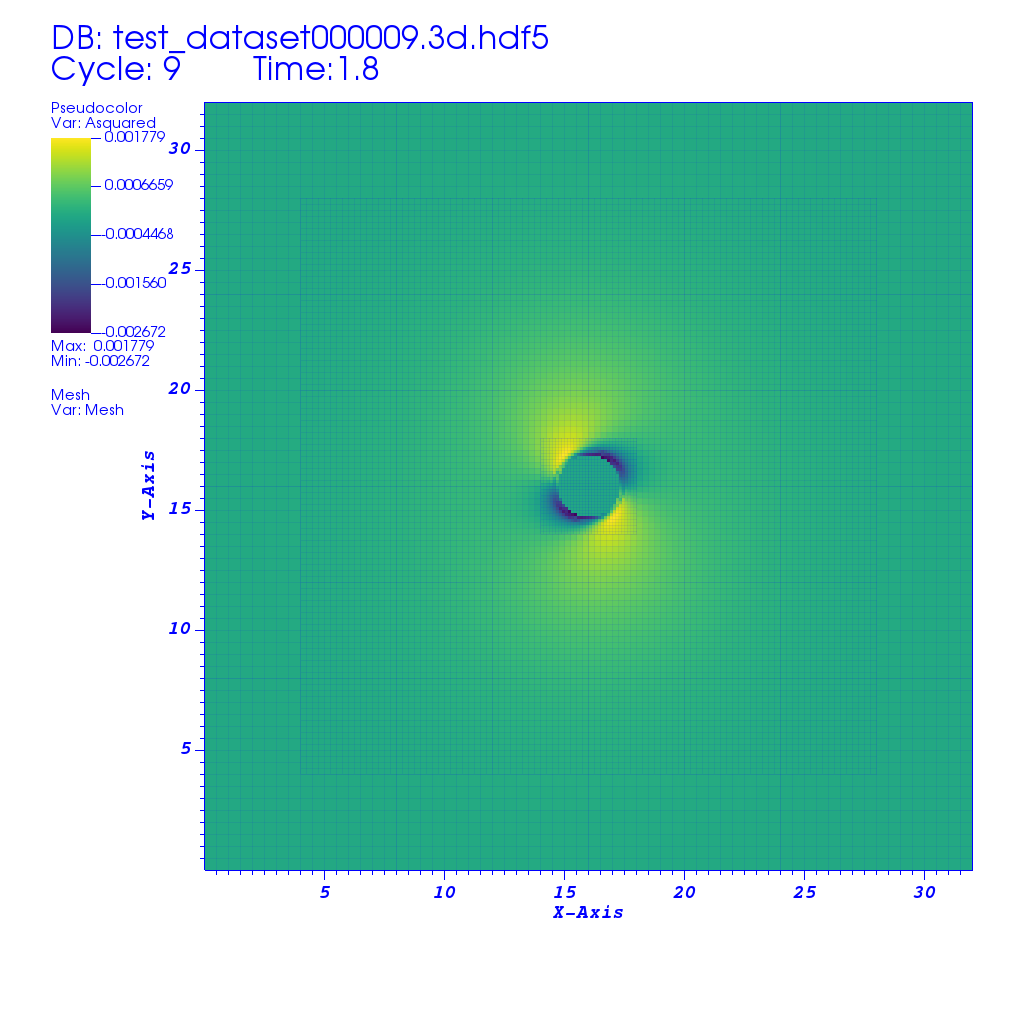 DB: test_dataset000009.3d.hdf5
Cycle: 9 Time:1.8
Pseudocolor
Var: Asquared
0.001779
0.0006659
-0.0004468
-0.001560
-0.002672
Max: 0.001779
Min: -0.002672
Mesh
Var: Mesh
30
25
20
15
10
5
Y-Axis
5 10 15 20 25 30
X-Axis